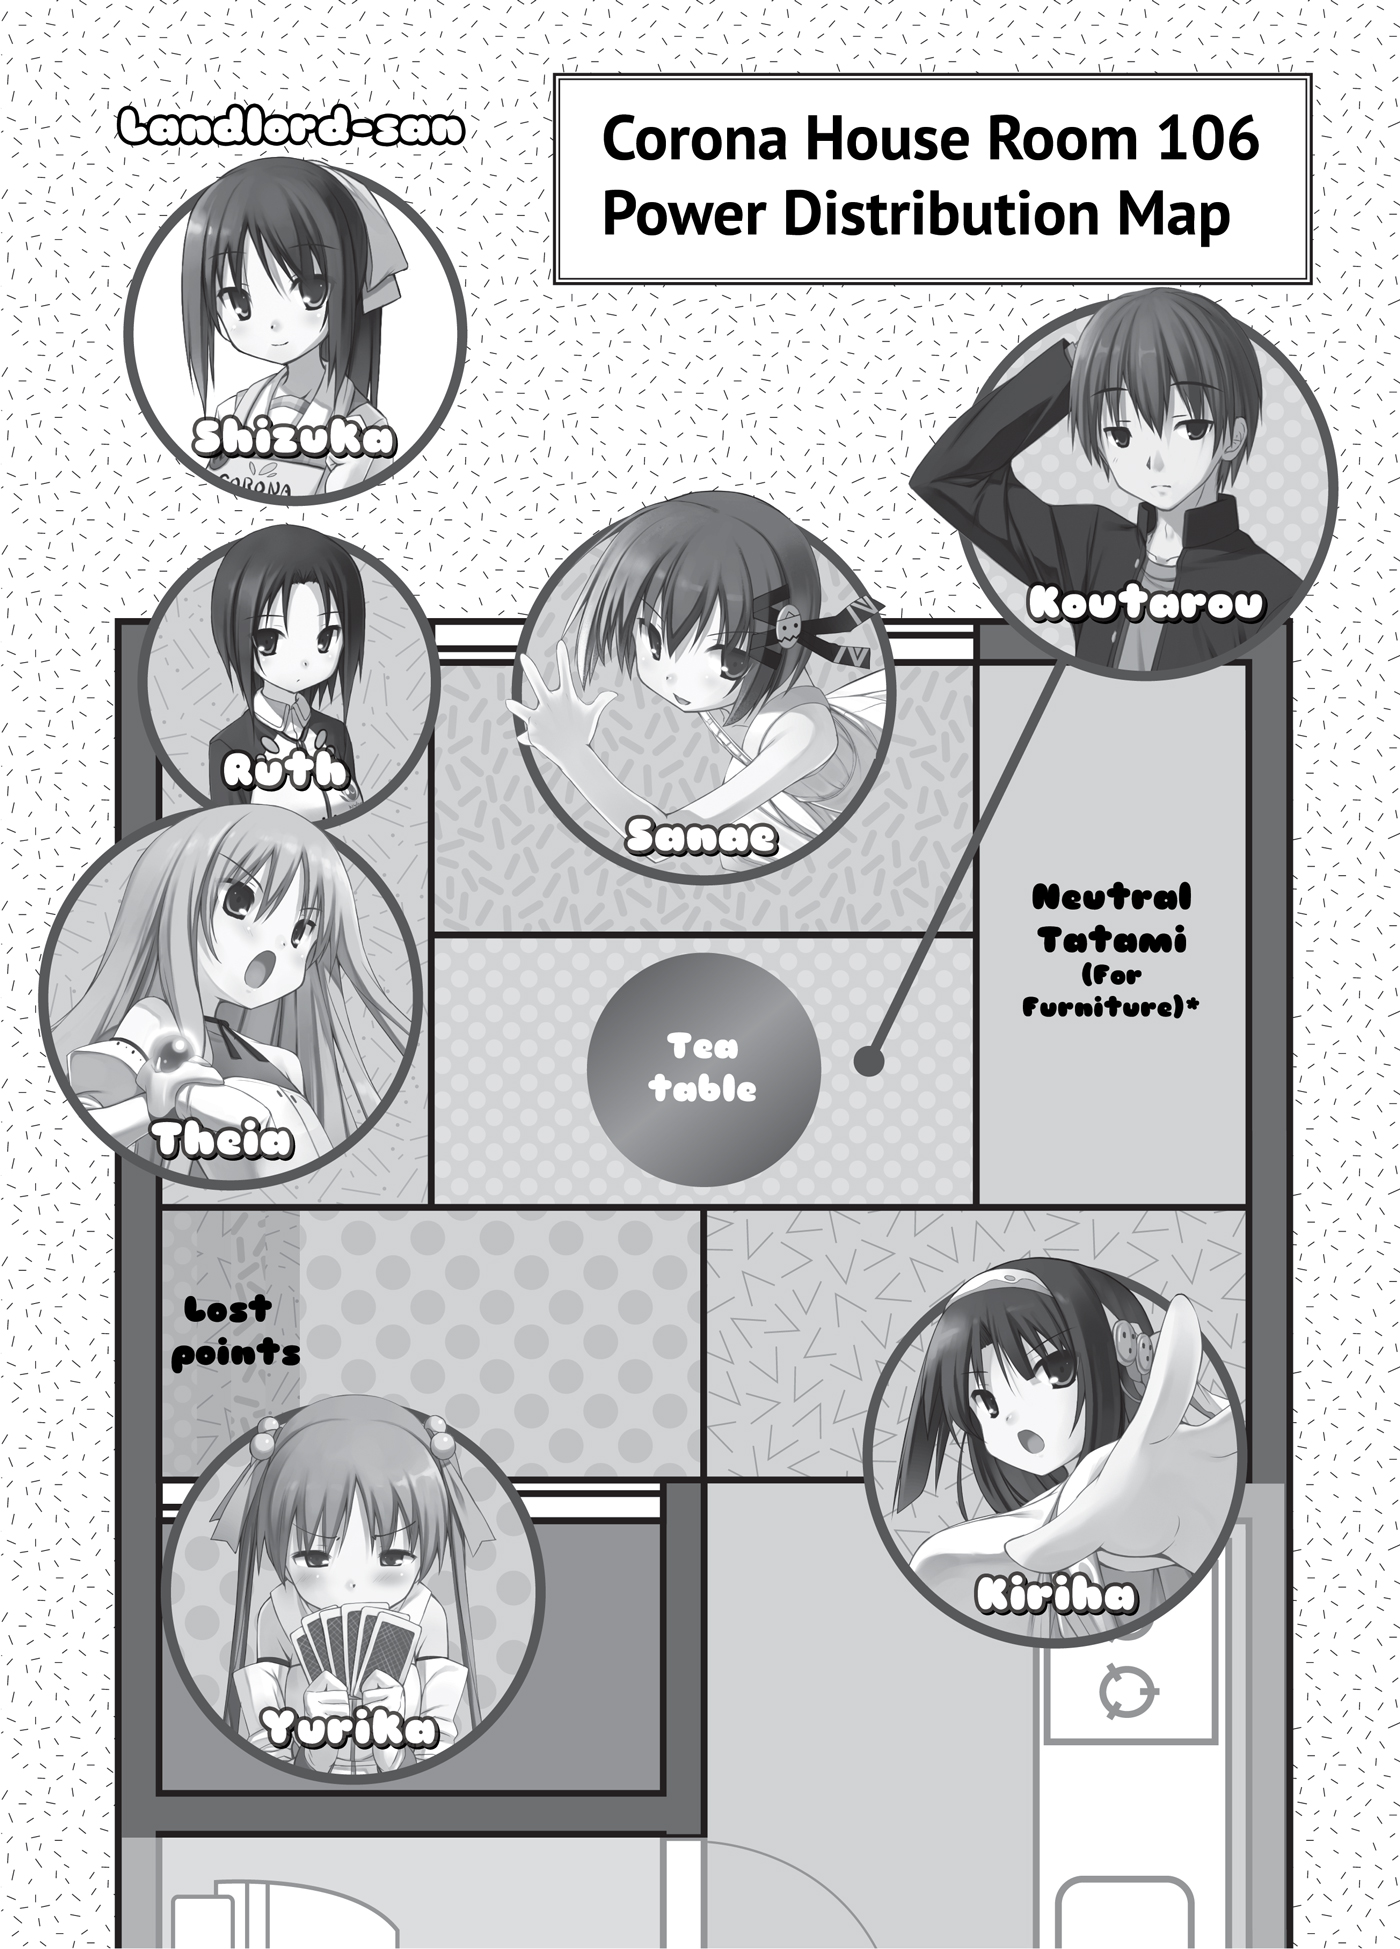 Landlord-san
Corona House Room 106
Power Distribution Map
Shizuka
CORONA
Koutarou
Ruth
Sanae
Neutral
Tatami
(For
Furniture)*
Tea
table
Theia
Lost
points
Kiriha
Yurika